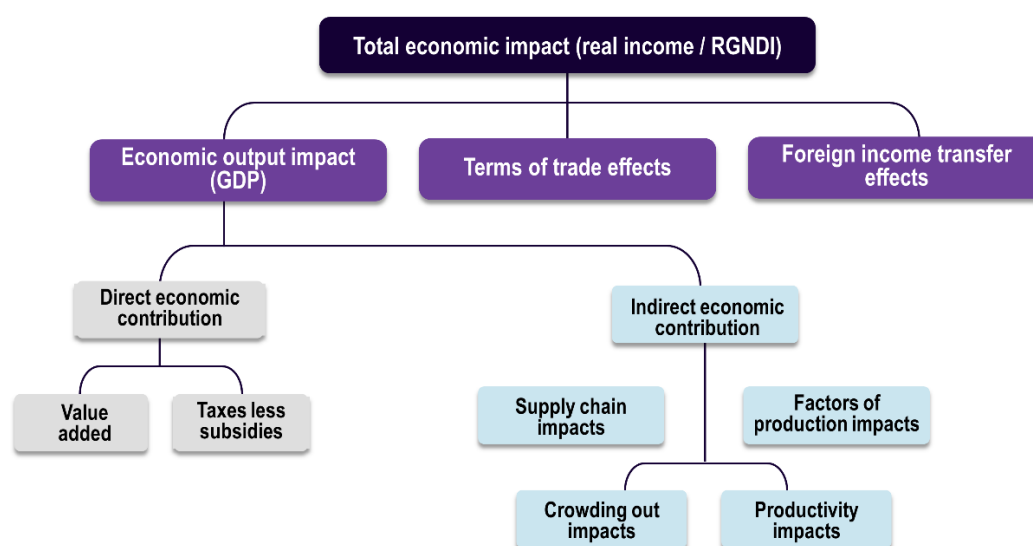 Total economic impact (real income / RGNDI)
Economic output impact
(GDP)
Terms of trade effects
Foreign income transfer
effects
Direct economic
contribution
Indirect economic
contribution
Value
added
Taxes less
subsidies
Supply chain
impacts
Factors of
production impacts
Crowding out
impacts
Productivity
impacts